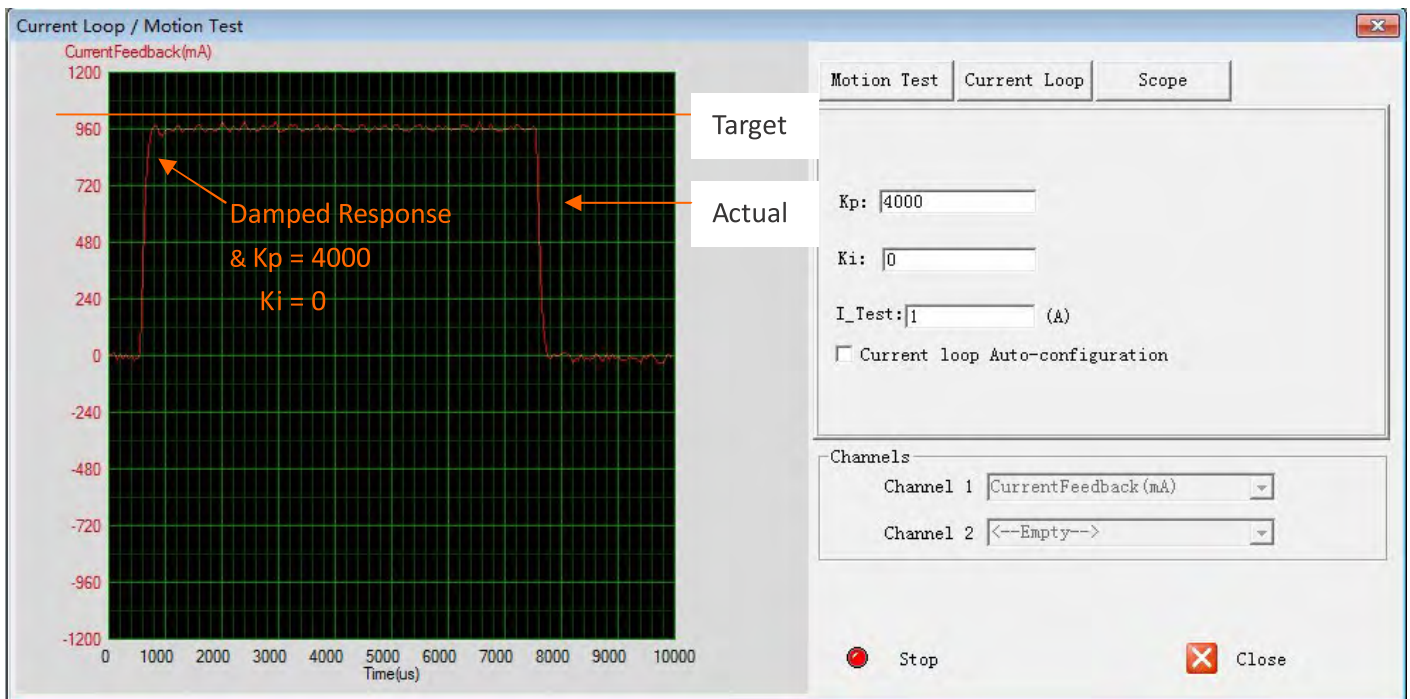 Current Loop / Motion Test
CurrentFeedback(mA)
1200
960
720
480
240
0
-240
-480
-720
-960
-1200
0 1000 2000 3000 4000 5000 6000 7000 8000 9000 10000
Time(us)
Target
Actual
Damped Response
& Kp = 4000
Ki = 0
Motion Test Current Loop Scope
Kp: 4000
Ki: 0
I_Test: 1 (A)
Current loop Auto-configuration
Channels
Channel 1 CurrentFeedback(mA)
Channel 2 <--Empty-->
Stop Close